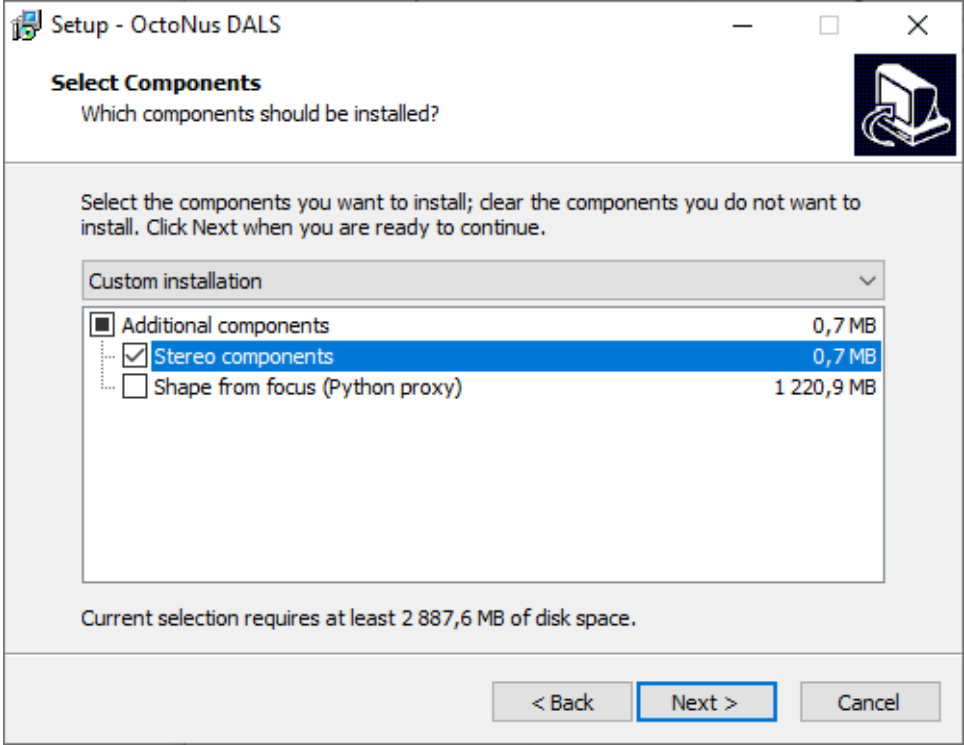 Setup - OctoNus DALS
Select Components
Which components should be installed?
Select the components you want to install; clear the components you do not want to
install. Click Next when you are ready to continue.
Custom installation
Additional components 0,7 MB
Stereo components 0,7 MB
Shape from focus (Python proxy) 1 220,9 MB
Current selection requires at least 2 887,6 MB of disk space.
< Back Next > Cancel